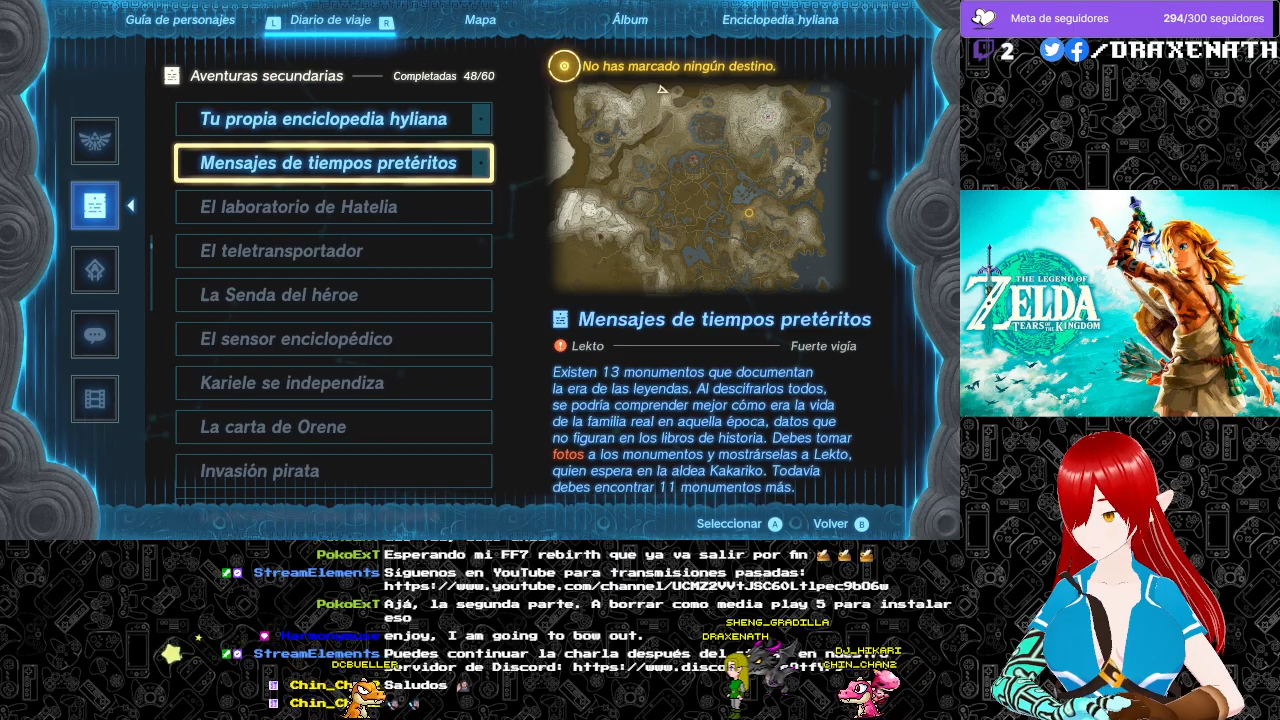 Guía de personajes
L Diario de viaje R
Mapa
Álbum
Enciclopedia hyliana
Aventuras secundarias
Completadas 48/60
Tu propia enciclopedia hyliana
Mensajes de tiempos pretéritos
El laboratorio de Hatelia
El teletransportador
La Senda del héroe
El sensor enciclopédico
Kariele se independiza
La carta de Orene
Invasión pirata
No has marcado ningún destino.
Mensajes de tiempos pretéritos
Lekto
Fuerte vigía
Existen 13 monumentos que documentan
la era de las leyendas. Al descifrarlos todos,
se podría comprender mejor cómo era la vida
de la familia real en aquella época, datos que
no figuran en los libros de historia. Debes tomar
fotos a los monumentos y mostrárselas a Lekto,
quien espera en la aldea Kakariko. Todavía
debes encontrar 11 monumentos más.
Seleccionar A
Volver B
Meta de seguidores
294/300 seguidores
2
/DRAXENATH
THE LEGEND OF
ZELDA
TEARS OF THE KINGDOM
PokoExT Esperando mi FF7 rebirth que ya va salir por fin
StreamElements Síguenos en YouTube para transmisiones pasadas:
PokoExT Ajá, la segunda parte. A borrar como media play 5 para instalar
eso
enjoy, I am going to bow out.
StreamElements Puedes continuar la charla después del
en nuestro
servidor de Discord:
Chin_Ch
Saludos
Chin_Ch
SHENG_GRADILLA
DRAXENATH
DJ_HIKARI
CHIN_CHAN2
DCBUELLER